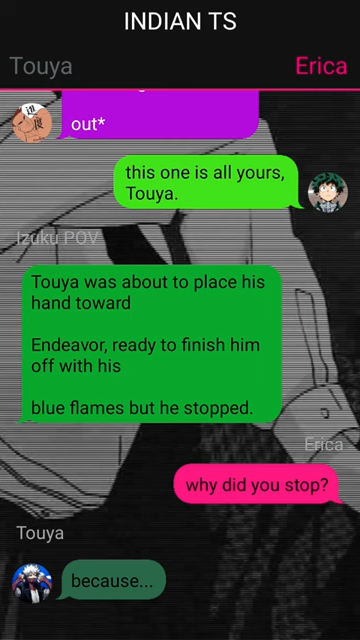 INDIAN TS
Touya
Erica
out*
this one is all yours,
Touya.
Izuku POV
Touya was about to place his
hand toward
Endeavor, ready to finish him
off with his
blue flames but he stopped.
Erica
why did you stop?
Touya
because...